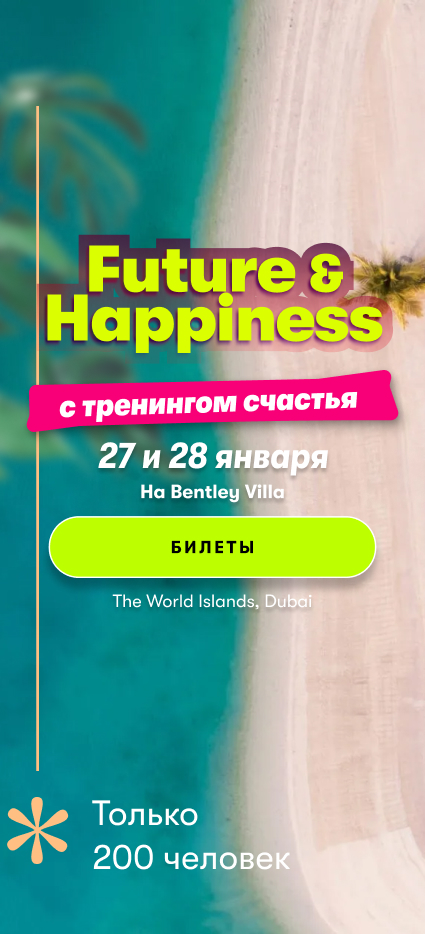 Future &
Happiness
с тренингом счастья
27 и 28 января
На Bentley Villa
БИЛЕТЫ
The World Islands, Dubai
Только
200 человек